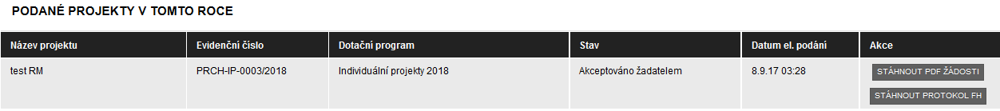 PODANÉ PROJEKTY V TOMTO ROCE
Název projektu Evidenční číslo Dotační program Stav Datum el. podání Akce
test RM PRCH-IP-0003/2018 Individuální projekty 2018 Akceptováno žadatelem 8.9.17 03:28 STÁHNOUT PDF ŽÁDOSTI
STÁHNOUT PROTOKOL FH